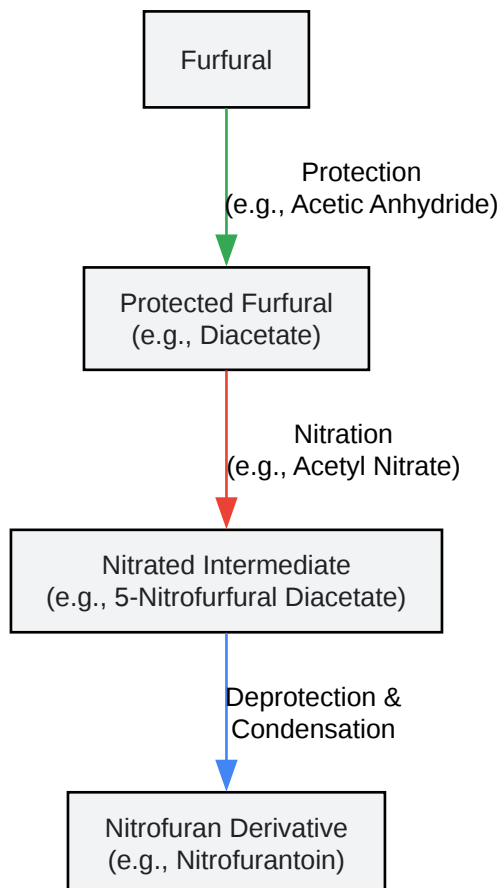 Furfural
Protection
(e.g., Acetic Anhydride)
Protected Furfural
(e.g., Diacetate)
Nitration
(e.g., Acetyl Nitrate)
Nitrated Intermediate
(e.g., 5-Nitrofurfural Diacetate)
Deprotection &
Condensation
Nitrofuran Derivative
(e.g., Nitrofurantoin)